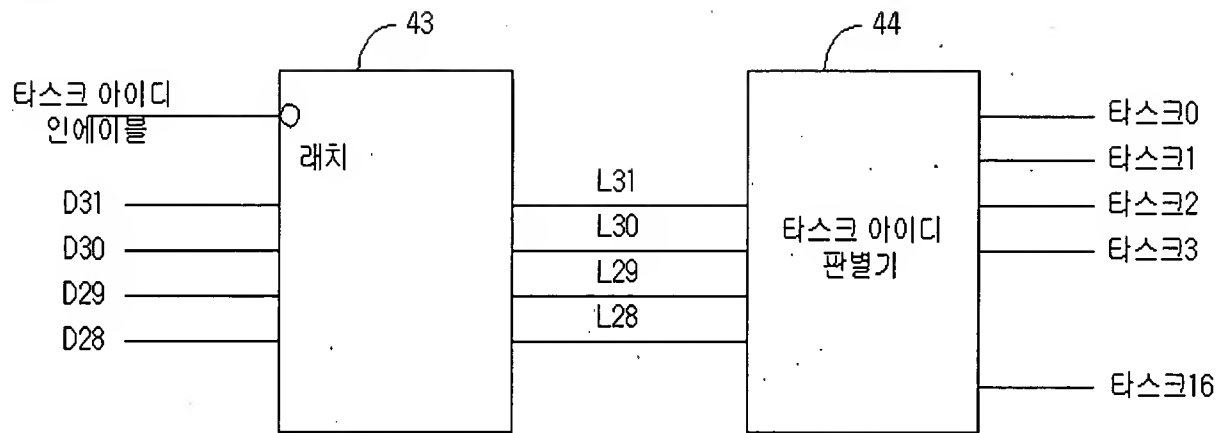 43
44
타스크 아이디
인에이블
래치
D31
D30
D29
D28
L31
L30
L29
L28
타스크 아이디
판별기
타스크0
타스크1
타스크2
타스크3
타스크16